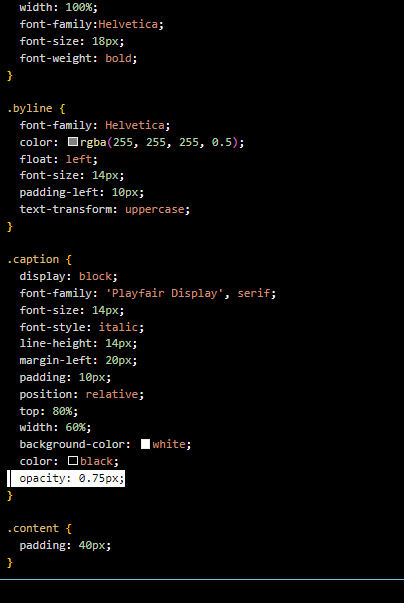 width: 100%;
font-family:Helvetica;
font-size: 18px;
font-weight: bold;
}
.byline {
font-family: Helvetica;
color: rgba(255, 255, 255, 0.5);
float: left;
font-size: 14px;
padding-left: 10px;
text-transform: uppercase;
}
.caption {
display: block;
font-family: 'Playfair Display', serif;
font-size: 14px;
font-style: italic;
line-height: 14px;
margin-left: 20px;
padding: 10px;
position: relative;
top: 80%;
width: 60%;
background-color: white;
color: black;
opacity: 0.75px;
}
.content {
padding: 40px;
}